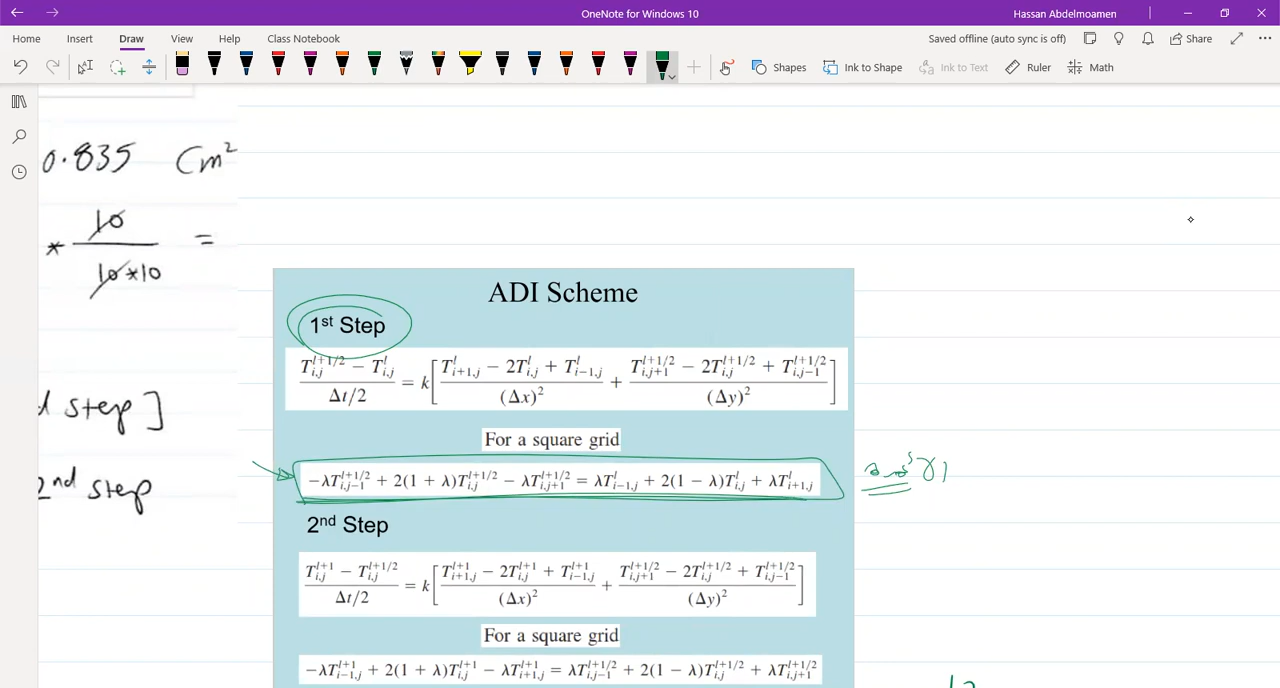 OneNote for Windows 10
Hassan Abdelmoamen
Home Insert Draw View Help Class Notebook
Saved offline (auto sync is off) Share
Shapes Ink to Shape Ink to Text Ruler Math
0.835 Cm²
* 10 / 10*10 =
step]
2nd step
ADI Scheme
1st Step
(T_{i,j}^{l+1/2} − T_{i,j}^{l}) / (Δt/2) = k[(T_{i+1,j}^{l} − 2T_{i,j}^{l} + T_{i−1,j}^{l}) / (Δx)² + (T_{i,j+1}^{l+1/2} − 2T_{i,j}^{l+1/2} + T_{i,j−1}^{l+1/2}) / (Δy)²]
For a square grid
−λT_{i,j−1}^{l+1/2} + 2(1 + λ)T_{i,j}^{l+1/2} − λT_{i,j+1}^{l+1/2} = λT_{i−1,j}^{l} + 2(1 − λ)T_{i,j}^{l} + λT_{i+1,j}^{l}
2nd Step
(T_{i,j}^{l+1} − T_{i,j}^{l+1/2}) / (Δt/2) = k[(T_{i+1,j}^{l+1} − 2T_{i,j}^{l+1} + T_{i−1,j}^{l+1}) / (Δx)² + (T_{i,j+1}^{l+1/2} − 2T_{i,j}^{l+1/2} + T_{i,j−1}^{l+1/2}) / (Δy)²]
For a square grid
−λT_{i−1,j}^{l+1} + 2(1 + λ)T_{i,j}^{l+1} − λT_{i+1,j}^{l+1} = λT_{i,j−1}^{l+1/2} + 2(1 − λ)T_{i,j}^{l+1/2} + λT_{i,j+1}^{l+1/2}